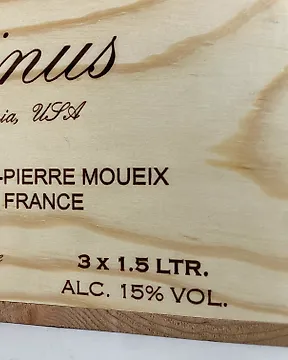 inus
ia, USA
-PIERRE MOUEIX
FRANCE
3 x 1.5 LTR.
ALC. 15% VOL.